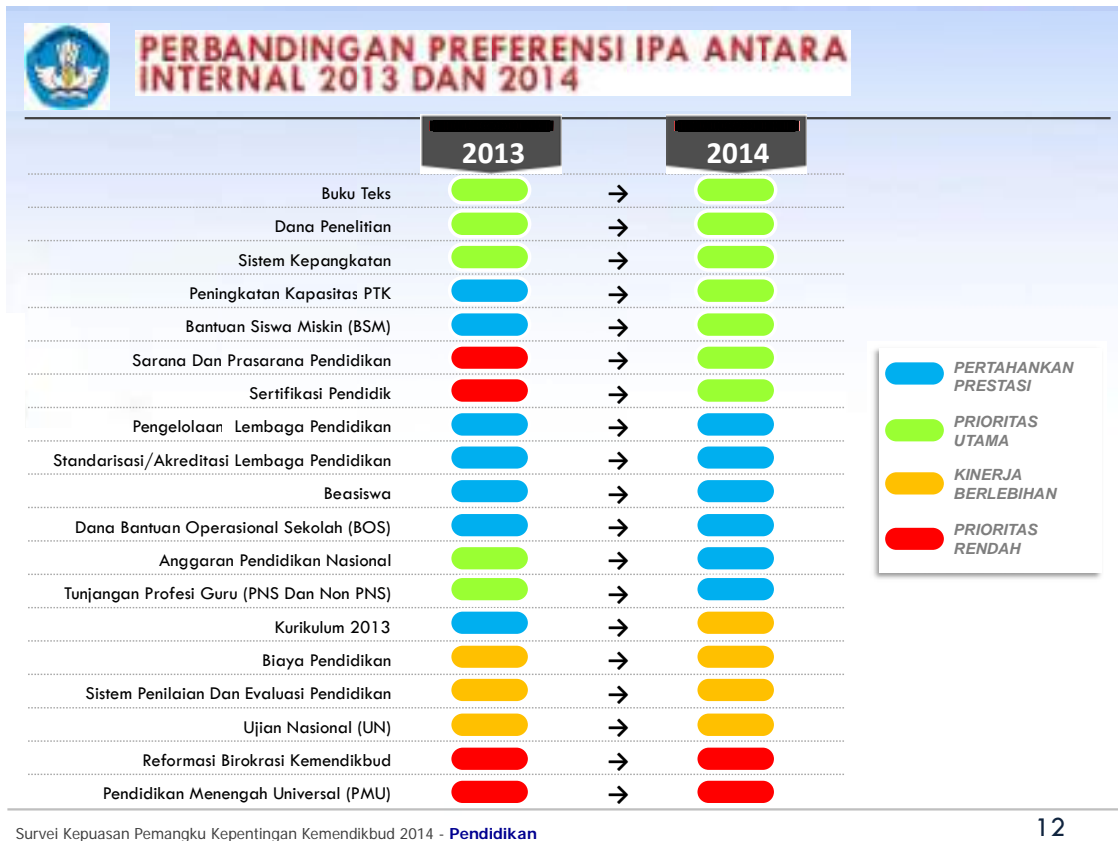 PERBANDINGAN PREFERENSI IPA ANTARA
INTERNAL 2013 DAN 2014
2013
2014
Buku Teks →
Dana Penelitian →
Sistem Kepangkatan →
Peningkatan Kapasitas PTK →
Bantuan Siswa Miskin (BSM) →
Sarana Dan Prasarana Pendidikan →
Sertifikasi Pendidik →
Pengelolaan Lembaga Pendidikan →
Standarisasi/Akreditasi Lembaga Pendidikan →
Beasiswa →
Dana Bantuan Operasional Sekolah (BOS) →
Anggaran Pendidikan Nasional →
Tunjangan Profesi Guru (PNS Dan Non PNS) →
Kurikulum 2013 →
Biaya Pendidikan →
Sistem Penilaian Dan Evaluasi Pendidikan →
Ujian Nasional (UN) →
Reformasi Birokrasi Kemendikbud →
Pendidikan Menengah Universal (PMU) →
PERTAHANKAN
PRESTASI
PRIORITAS
UTAMA
KINERJA
BERLEBIHAN
PRIORITAS
RENDAH
Survei Kepuasan Pemangku Kepentingan Kemendikbud 2014 - Pendidikan
12